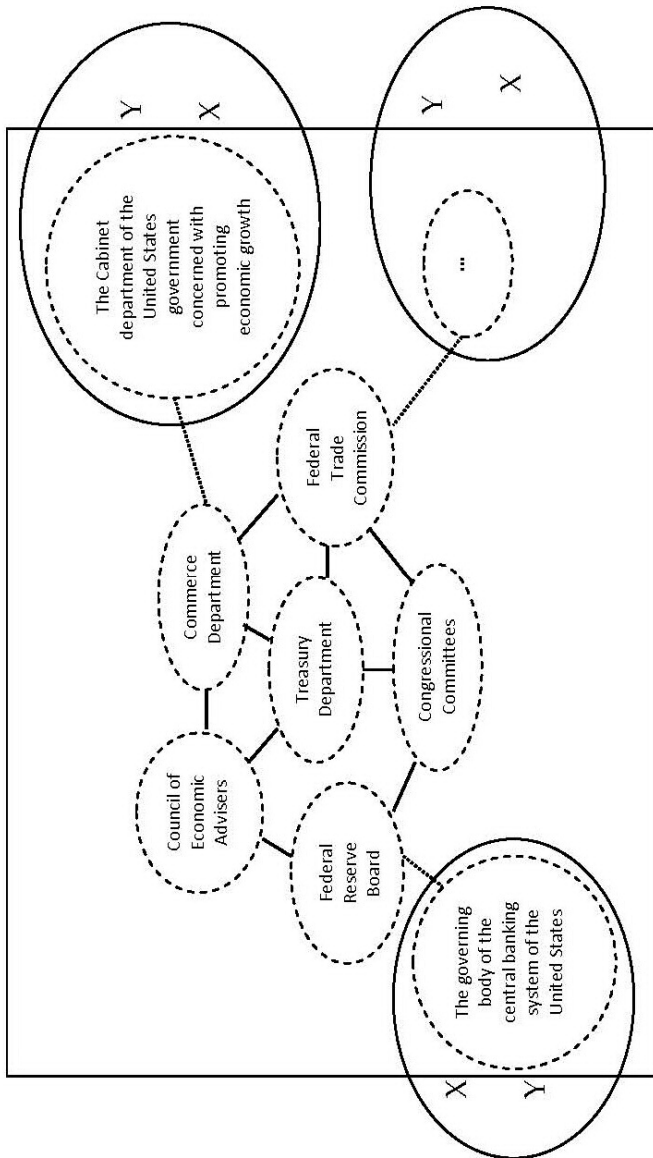 Y
X
The Cabinet
department of the
United States
government
concerned with
promoting
economic growth
Y
X
...
Commerce
Department
Federal
Trade
Commission
Treasury
Department
Council of
Economic
Advisers
Congressional
Committees
Federal
Reserve
Board
The governing
body of the
central banking
system of the
United States
X
Y